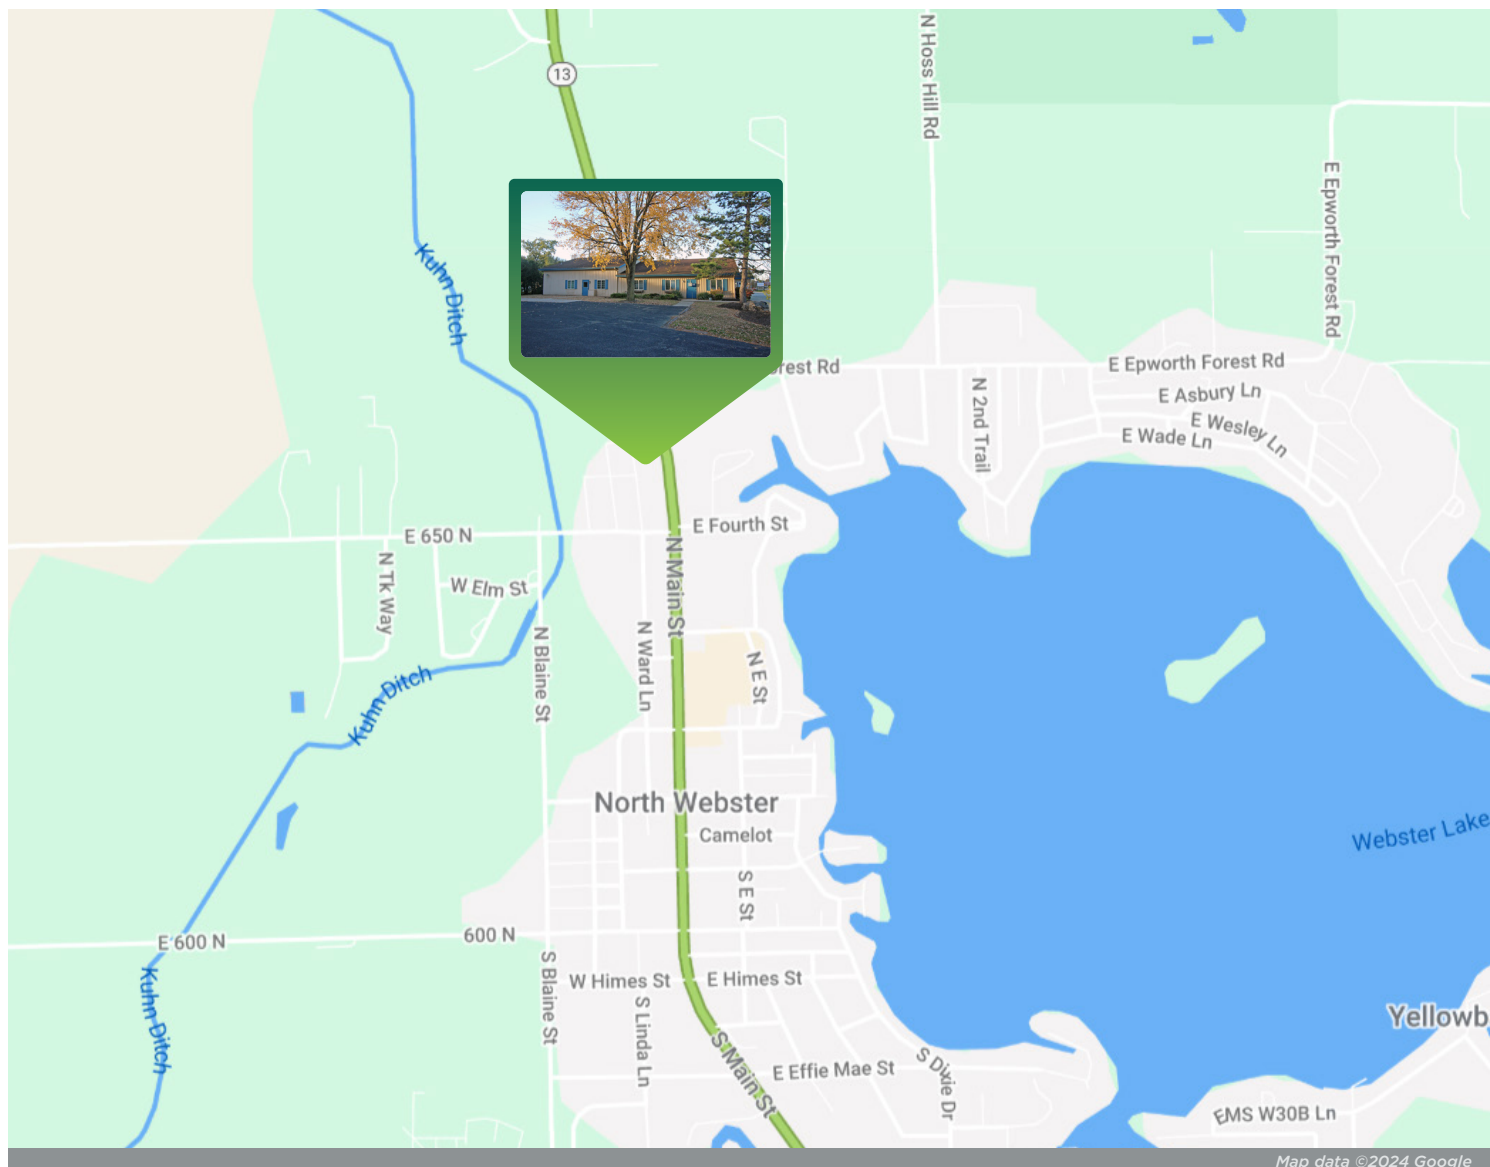 N Hoss Hill Rd
13
E Epworth Forest Rd
Kuhn Ditch
orest Rd
E Epworth Forest Rd
N 2nd Trail
E Asbury Ln
E Wesley Ln
E Wade Ln
E Fourth St
E 650 N
N Main St
N Tk Way
W Elm St
N Ward Ln
N Blaine St
N E St
Kuhn Ditch
North Webster
Camelot
Webster Lake
S E St
E 600 N
600 N
S Blaine St
W Himes St
E Himes St
Kuhn Ditch
S Linda Ln
Yellowb
S Main St
E Effie Mae St
S Dixie Dr
EMS W30B Ln
Map data ©2024 Google